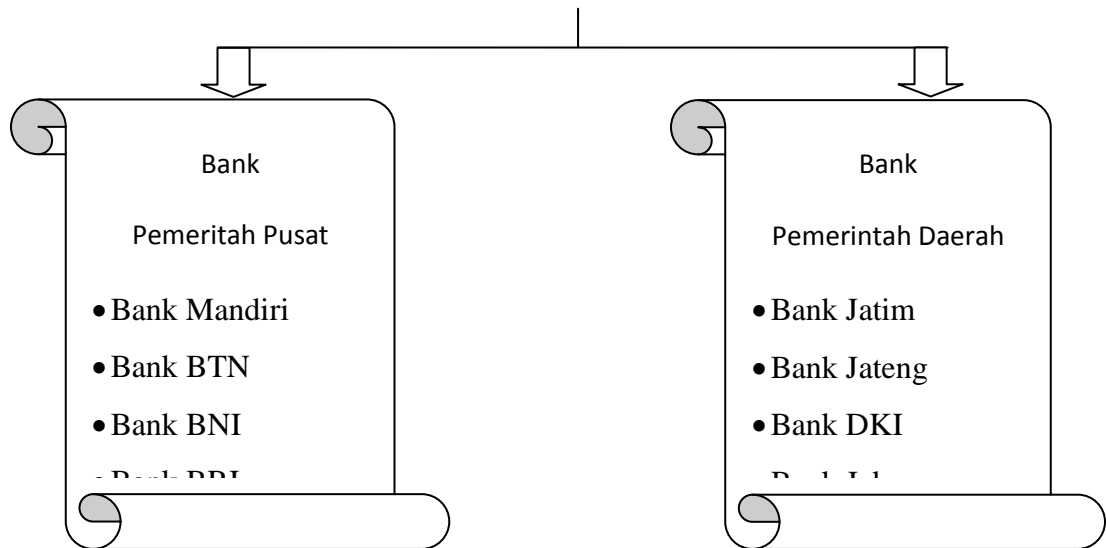 Bank
Pemeritah Pusat
• Bank Mandiri
• Bank BTN
• Bank BNI
Bank
Pemerintah Daerah
• Bank Jatim
• Bank Jateng
• Bank DKI